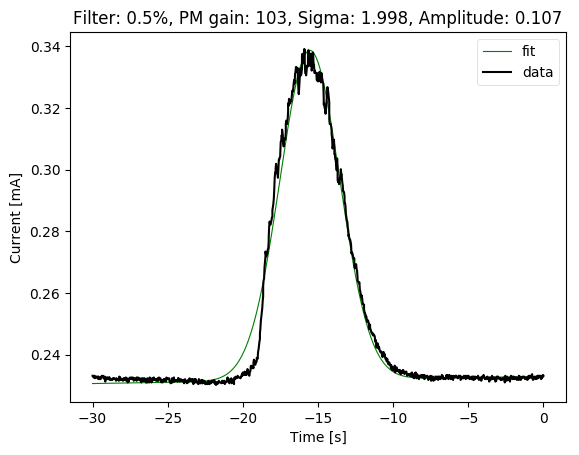 Filter: 0.5%, PM gain: 103, Sigma: 1.998, Amplitude: 0.107
fit
data
0.34
0.32
0.30
0.28
0.26
0.24
Current [mA]
−30
−25
−20
−15
−10
−5
0
Time [s]